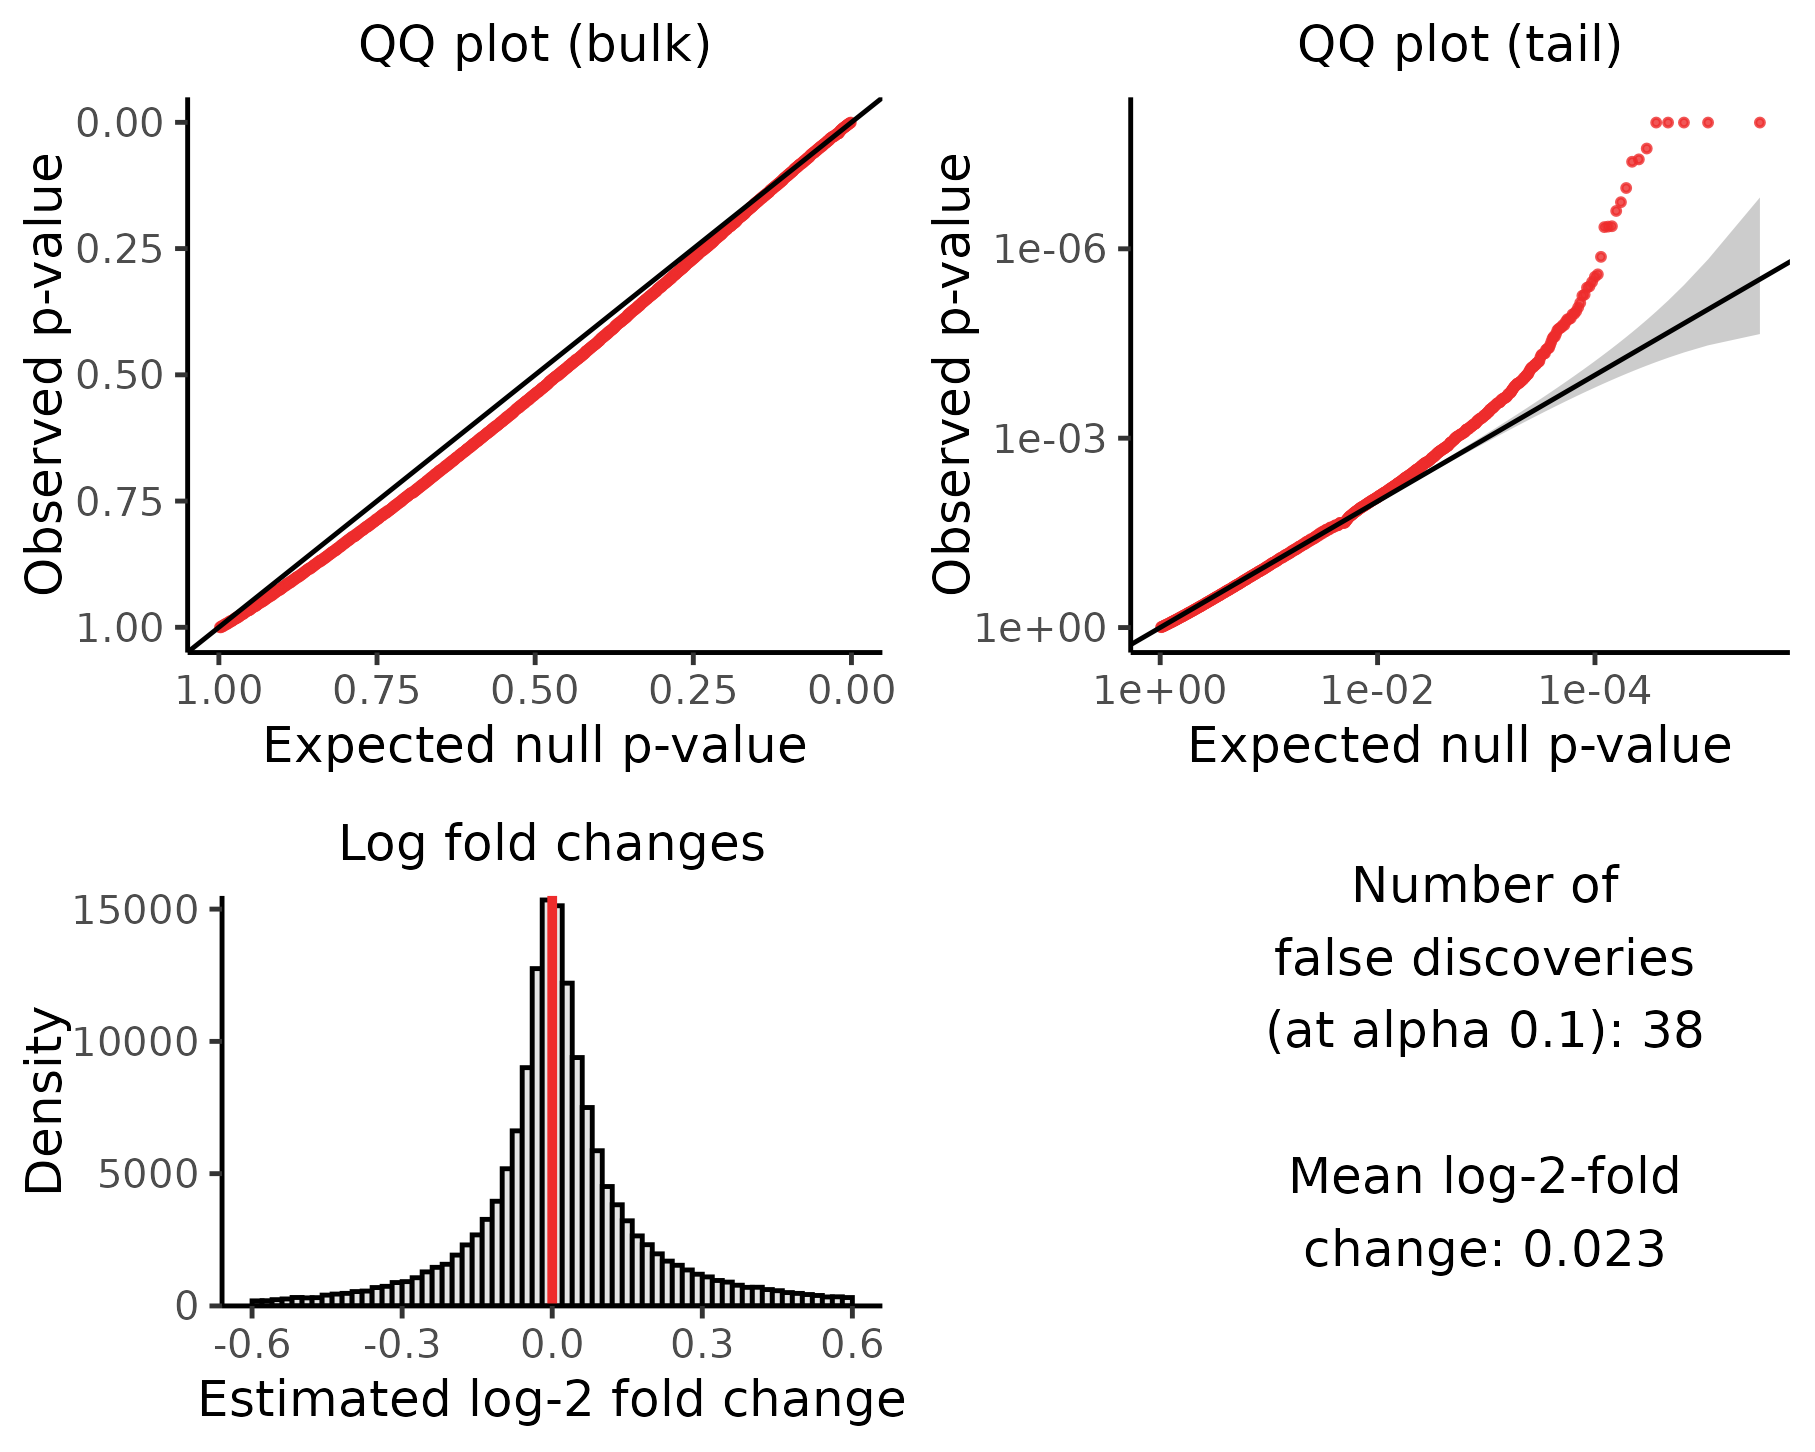 QQ plot (bulk)
Observed p-value
0.00
0.25
0.50
0.75
1.00
1.00 0.75 0.50 0.25 0.00
Expected null p-value
QQ plot (tail)
Observed p-value
1e-06
1e-03
1e+00
1e+00 1e-02 1e-04
Expected null p-value
Log fold changes
Density
15000
10000
5000
0
-0.6 -0.3 0.0 0.3 0.6
Estimated log-2 fold change
Number of
false discoveries
(at alpha 0.1): 38
Mean log-2-fold
change: 0.023